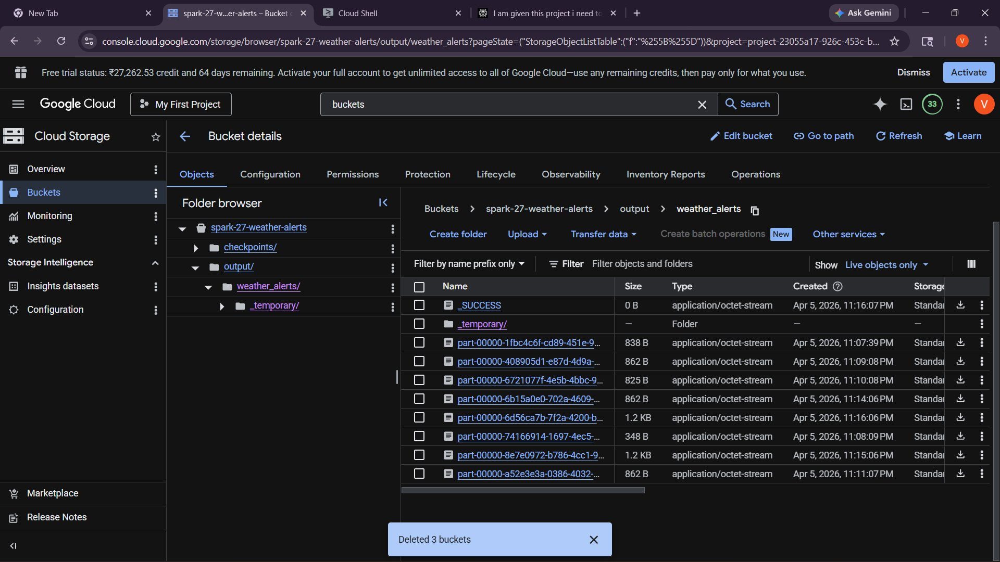 New Tab
spark-27-w...er-alerts – Bucket
Cloud Shell
I am given this project i need to
Ask Gemini
console.cloud.google.com/storage/browser/spark-27-weather-alerts/output/weather_alerts?pageState=("StorageObjectListTable":("f":"%255B%255D"))&project=project-23055a17-926c-453c-b...
V
Free trial status: ₹27,262.53 credit and 64 days remaining. Activate your full account to get unlimited access to all of Google Cloud—use any remaining credits, then pay only for what you use.
Dismiss
Activate
Google Cloud
My First Project
buckets
Search
33
V
Cloud Storage
Bucket details
Edit bucket
Go to path
Refresh
Learn
Overview
Buckets
Monitoring
Settings
Storage Intelligence
Insights datasets
Configuration
Marketplace
Release Notes
Objects
Configuration
Permissions
Protection
Lifecycle
Observability
Inventory Reports
Operations
Folder browser
spark-27-weather-alerts
checkpoints/
output/
weather_alerts/
_temporary/
Buckets > spark-27-weather-alerts > output > weather_alerts
Create folder
Upload
Transfer data
Create batch operations New
Other services
Filter by name prefix only
Filter
Filter objects and folders
Show Live objects only
Name Size Type Created Storage
_SUCCESS 0 B application/octet-stream Apr 5, 2026, 11:16:07 PM Standar
_temporary/ — Folder — —
part-00000-1fbc4c6f-cd89-451e-9... 838 B application/octet-stream Apr 5, 2026, 11:07:39 PM Standar
part-00000-408905d1-e87d-4d9a-... 862 B application/octet-stream Apr 5, 2026, 11:09:08 PM Standar
part-00000-6721077f-4e5b-4bbc-9... 825 B application/octet-stream Apr 5, 2026, 11:10:08 PM Standar
part-00000-6b15a0e0-702a-4609-... 862 B application/octet-stream Apr 5, 2026, 11:14:06 PM Standar
part-00000-6d56ca7b-7f2a-4200-b... 1.2 KB application/octet-stream Apr 5, 2026, 11:16:06 PM Standar
part-00000-74166914-1697-4ec5-... 348 B application/octet-stream Apr 5, 2026, 11:08:09 PM Standar
part-00000-8e7e0972-b786-4cc1-9... 1.2 KB application/octet-stream Apr 5, 2026, 11:15:06 PM Standar
part-00000-a52e3e3a-0386-4032-... 862 B application/octet-stream Apr 5, 2026, 11:11:07 PM Standar
Deleted 3 buckets